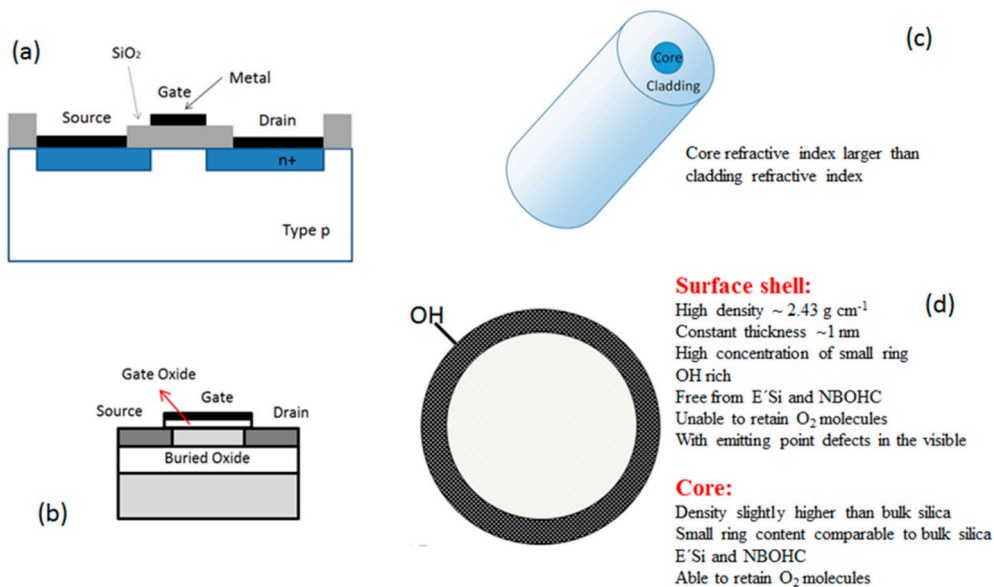 (a)
SiO₂
Metal
Gate
Source
Drain
n+
Type p
(c)
Core
Cladding
Core refractive index larger than
cladding refractive index
Gate Oxide
Gate
Source
Drain
Buried Oxide
(b)
OH
(d)
Surface shell:
High density ~ 2.43 g cm⁻¹
Constant thickness ~1 nm
High concentration of small ring
OH rich
Free from E´Si and NBOHC
Unable to retain O₂ molecules
With emitting point defects in the visible
Core:
Density slightly higher than bulk silica
Small ring content comparable to bulk silica
E´Si and NBOHC
Able to retain O₂ molecules